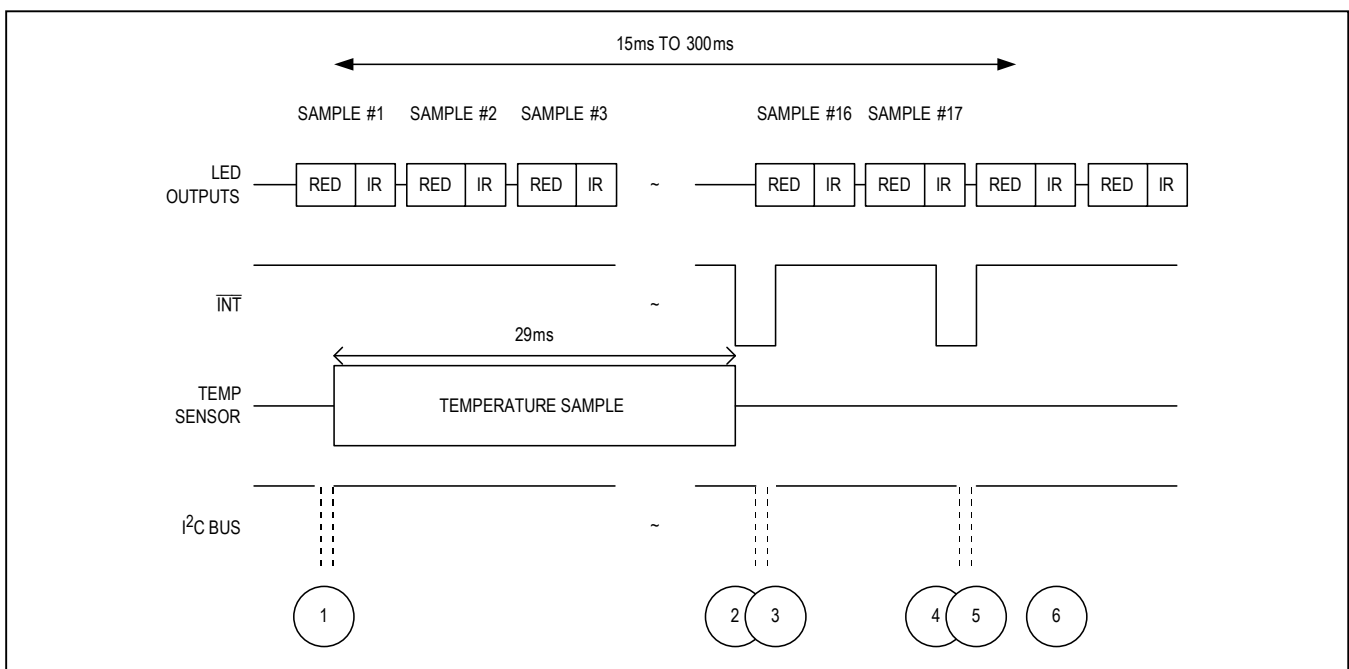 15ms TO 300ms
SAMPLE #1 SAMPLE #2 SAMPLE #3 SAMPLE #16 SAMPLE #17
LED
OUTPUTS
RED IR RED IR RED IR ~ RED IR RED IR RED IR RED IR
INT ~
29ms
TEMP
SENSOR
TEMPERATURE SAMPLE
I²C BUS ~
1 2 3 4 5 6